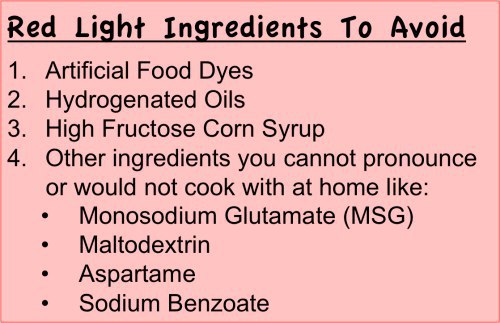 Red Light Ingredients To Avoid
1. Artificial Food Dyes
2. Hydrogenated Oils
3. High Fructose Corn Syrup
4. Other ingredients you cannot pronounce
or would not cook with at home like:
• Monosodium Glutamate (MSG)
• Maltodextrin
• Aspartame
• Sodium Benzoate